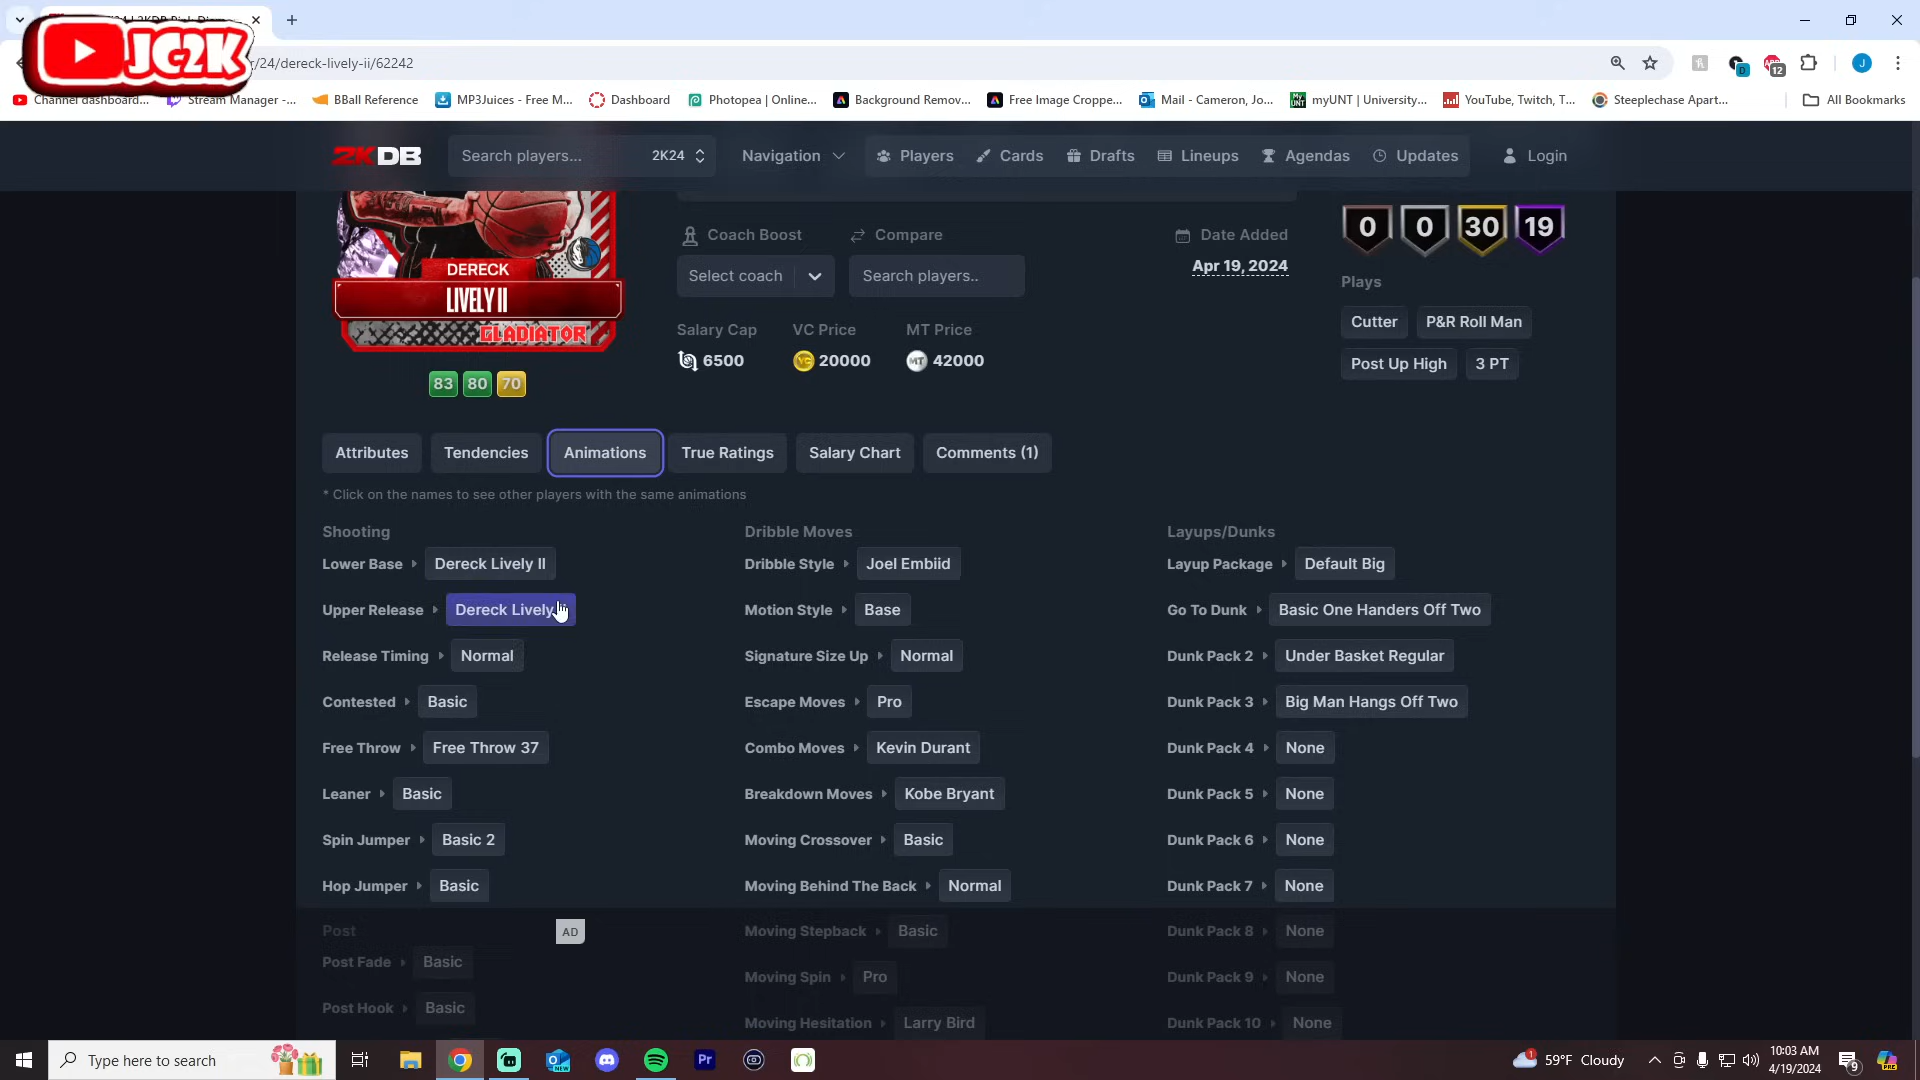 JC2K
/24/dereck-lively-ii/62242
12
Channel dashboard...
Stream Manager -...
BBall Reference
MP3Juices - Free M...
Dashboard
Photopea | Online...
Background Remov...
Free Image Croppe...
Mail - Cameron, Jo...
myUNT | University...
YouTube, Twitch, T...
Steeplechase Apart...
All Bookmarks
2KDB
Search players...
2K24
Navigation
Players
Cards
Drafts
Lineups
Agendas
Updates
Login
DERECK
LIVELY II
GLADIATOR
83 80 70
Coach Boost
Compare
Date Added
Select coach
Search players..
Apr 19, 2024
Salary Cap
VC Price
MT Price
6500
20000
42000
0 0 30 19
Plays
Cutter
P&R Roll Man
Post Up High
3 PT
Attributes
Tendencies
Animations
True Ratings
Salary Chart
Comments (1)
* Click on the names to see other players with the same animations
Shooting
Lower Base Dereck Lively II
Upper Release Dereck Lively
Release Timing Normal
Contested Basic
Free Throw Free Throw 37
Leaner Basic
Spin Jumper Basic 2
Hop Jumper Basic
Post
AD
Post Fade Basic
Post Hook Basic
Dribble Moves
Dribble Style Joel Embiid
Motion Style Base
Signature Size Up Normal
Escape Moves Pro
Combo Moves Kevin Durant
Breakdown Moves Kobe Bryant
Moving Crossover Basic
Moving Behind The Back Normal
Moving Stepback Basic
Moving Spin Pro
Moving Hesitation Larry Bird
Layups/Dunks
Layup Package Default Big
Go To Dunk Basic One Handers Off Two
Dunk Pack 2 Under Basket Regular
Dunk Pack 3 Big Man Hangs Off Two
Dunk Pack 4 None
Dunk Pack 5 None
Dunk Pack 6 None
Dunk Pack 7 None
Dunk Pack 8 None
Dunk Pack 9 None
Dunk Pack 10 None
Type here to search
59°F Cloudy
10:03 AM
4/19/2024
9